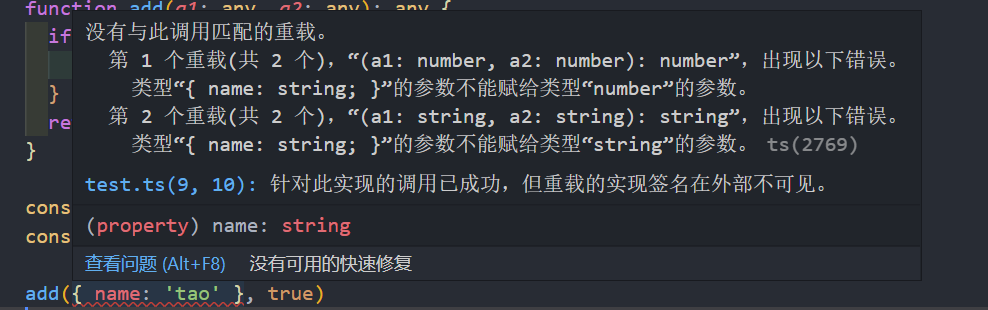 function add(a1: any, a2: any): any {
if
没有与此调用匹配的重载。
第 1 个重载(共 2 个)，“(a1: number, a2: number): number”，出现以下错误。
类型“{ name: string; }”的参数不能赋给类型“number”的参数。
}
第 2 个重载(共 2 个)，“(a1: string, a2: string): string”，出现以下错误。
re
类型“{ name: string; }”的参数不能赋给类型“string”的参数。 ts(2769)
}
test.ts(9, 10): 针对此实现的调用已成功，但重载的实现签名在外部不可见。
cons
(property) name: string
cons
查看问题 (Alt+F8) 没有可用的快速修复
add({ name: 'tao' }, true)